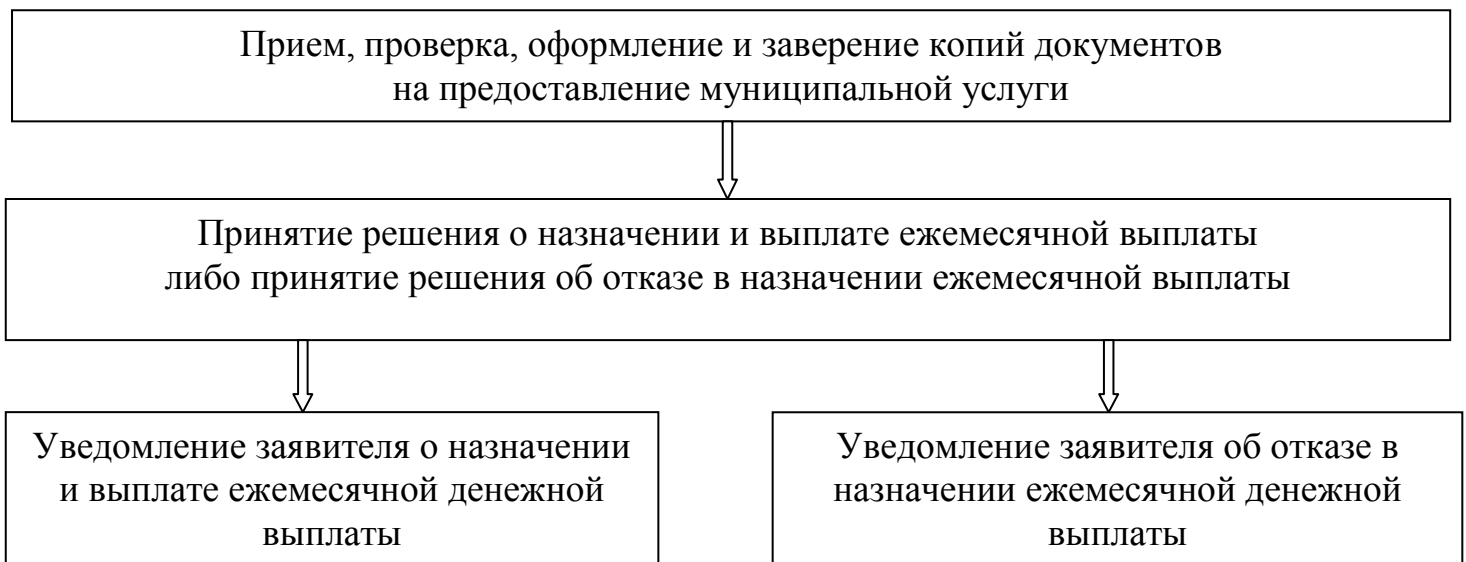 Прием, проверка, оформление и заверение копий документов
на предоставление муниципальной услуги
Принятие решения о назначении и выплате ежемесячной выплаты
либо принятие решения об отказе в назначении ежемесячной выплаты
Уведомление заявителя о назначении
и выплате ежемесячной денежной
выплаты
Уведомление заявителя об отказе в
назначении ежемесячной денежной
выплаты